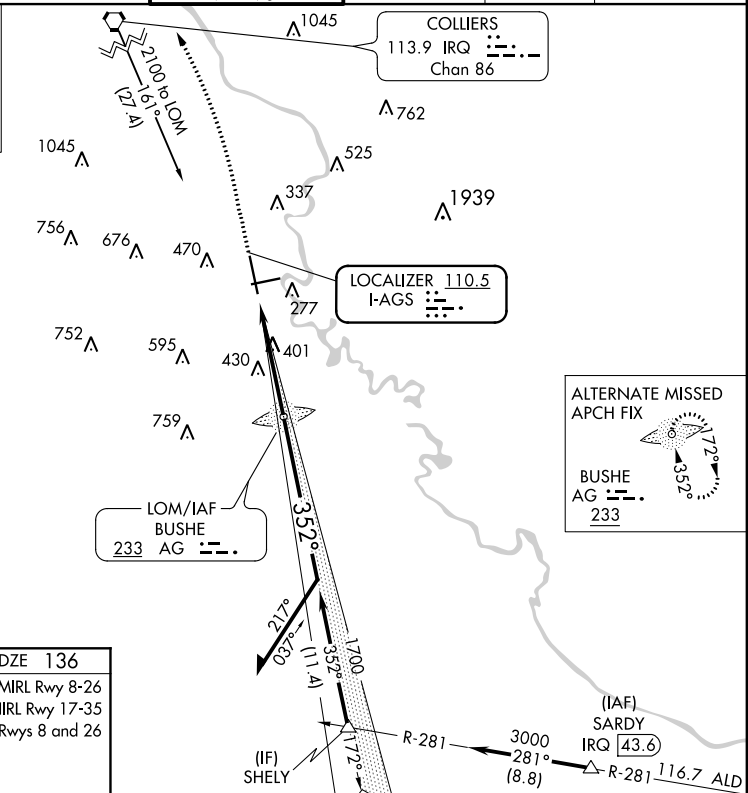 1045
COLLIERS
113.9 IRQ
Chan 86
2100 to LOM
161°
(27.4)
762
1045
525
337
1939
756
676
470
LOCALIZER 110.5
I-AGS
277
752
595
430
401
759
ALTERNATE MISSED
APCH FIX
172°
352°
BUSHE
AG
233
LOM/IAF
BUSHE
233 AG
352°
217°
037°
1700
352°
(11.4)
172°
DZE 136
MIRL Rwy 8-26
HIRL Rwy 17-35
Rwys 8 and 26
(IF)
SHELY
R-281
3000
281°
(8.8)
(IAF)
SARDY
IRQ 43.6
R-281
116.7 ALD